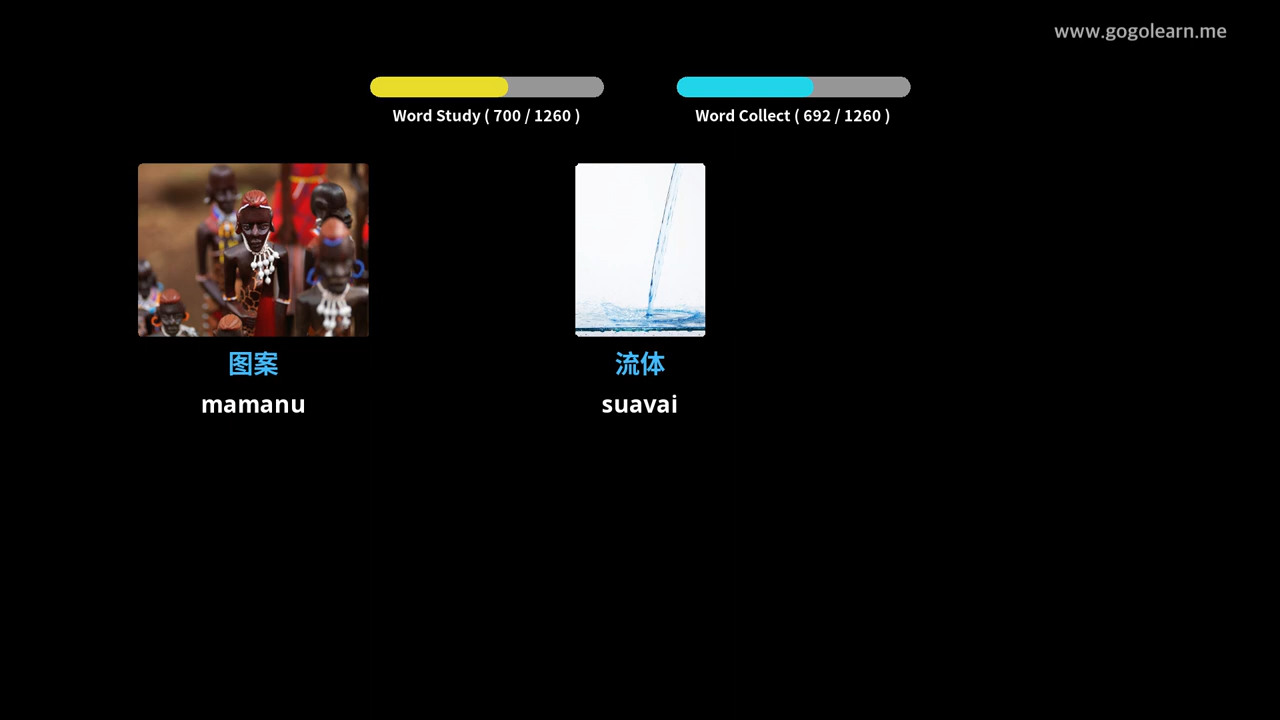 www.gogolearn.me
Word Study ( 700 / 1260 )
Word Collect ( 692 / 1260 )
图案
mamanu
流体
suavai